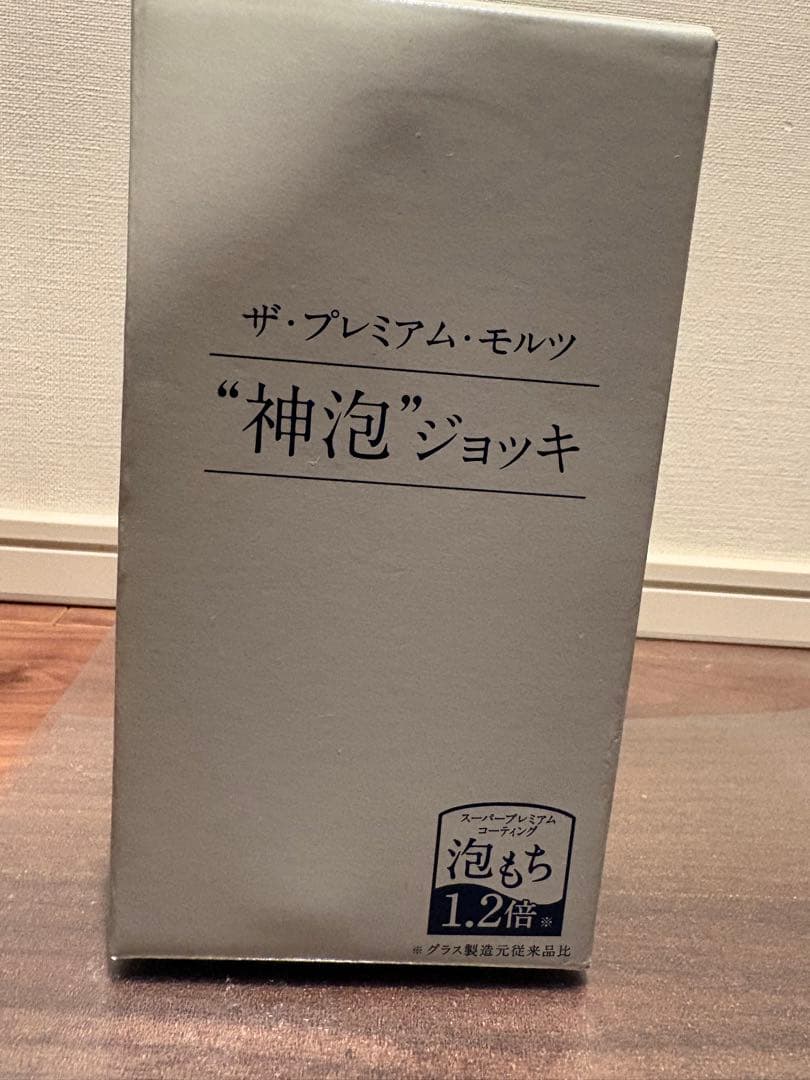 ザ・プレミアム・モルツ
“神泡”ジョッキ
スーパープレミアム
コーティング
泡もち
1.2倍※
※グラス製造元従来品比